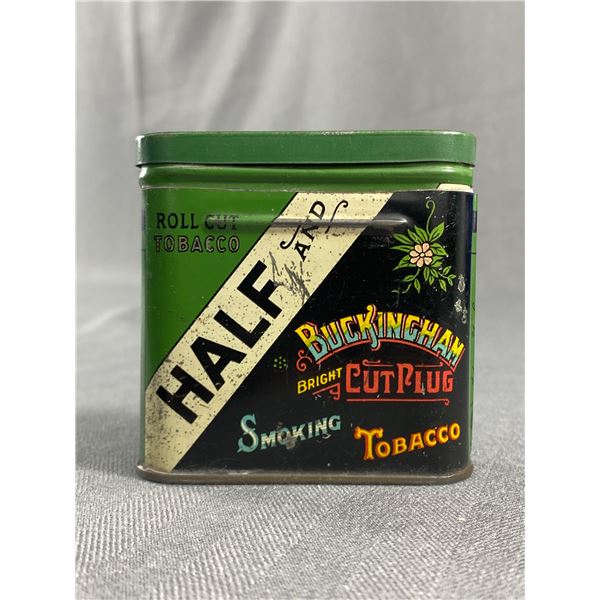 ROLL CUT
TOBACCO
HALF AND
BUCKINGHAM
BRIGHT CUT PLUG
SMOKING TOBACCO